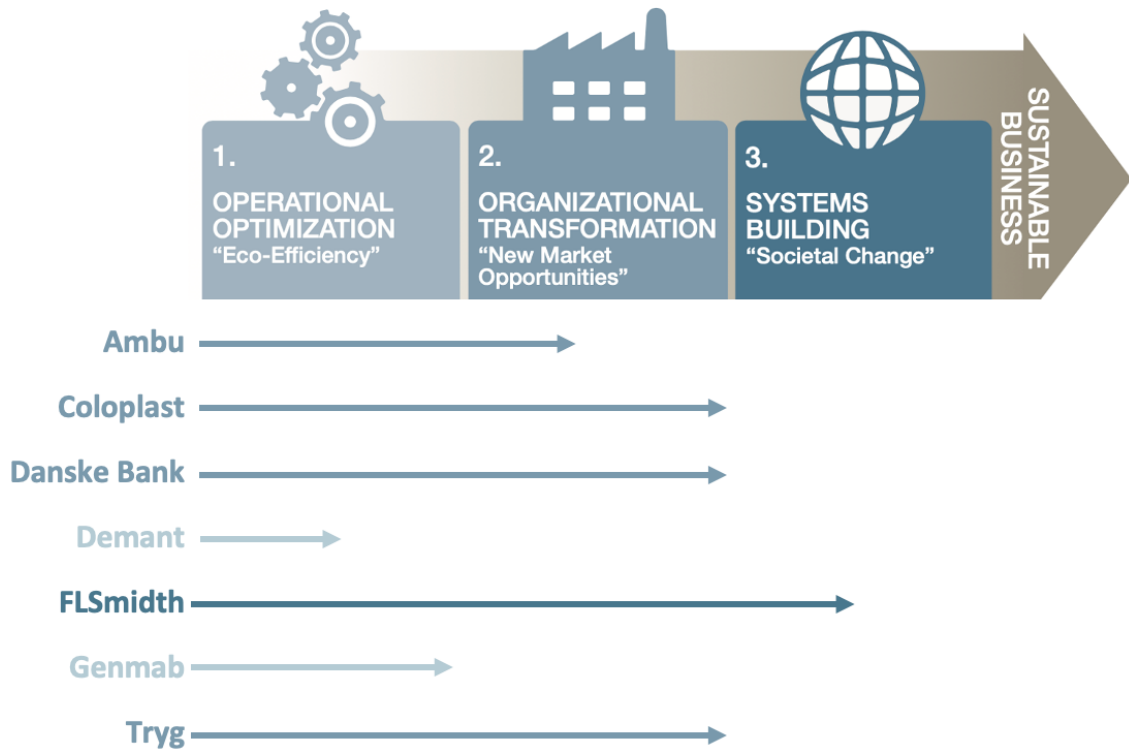 1.
OPERATIONAL
OPTIMIZATION
“Eco-Efficiency”
2.
ORGANIZATIONAL
TRANSFORMATION
“New Market
Opportunities”
3.
SYSTEMS
BUILDING
“Societal Change”
SUSTAINABLE
BUSINESS
Ambu
Coloplast
Danske Bank
Demant
FLSmidth
Genmab
Tryg